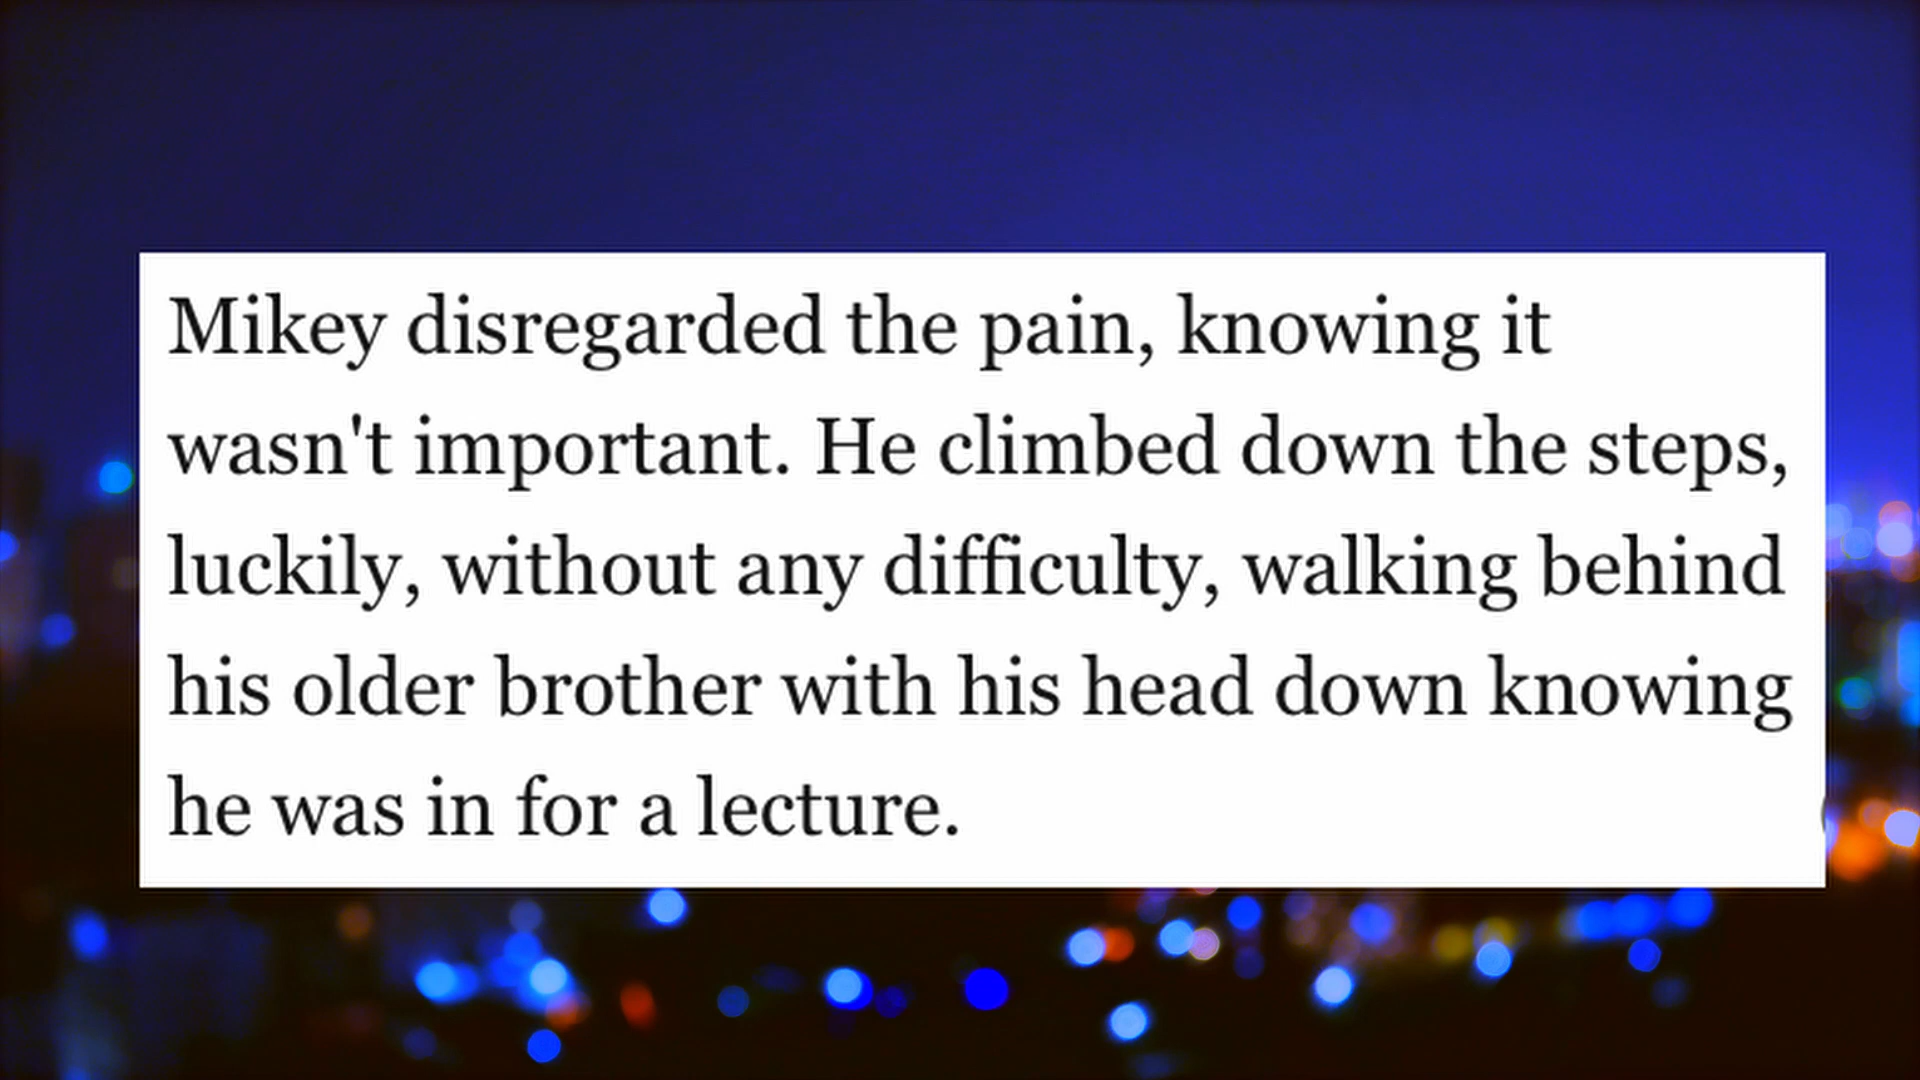 Mikey disregarded the pain, knowing it
wasn't important. He climbed down the steps,
luckily, without any difficulty, walking behind
his older brother with his head down knowing
he was in for a lecture.